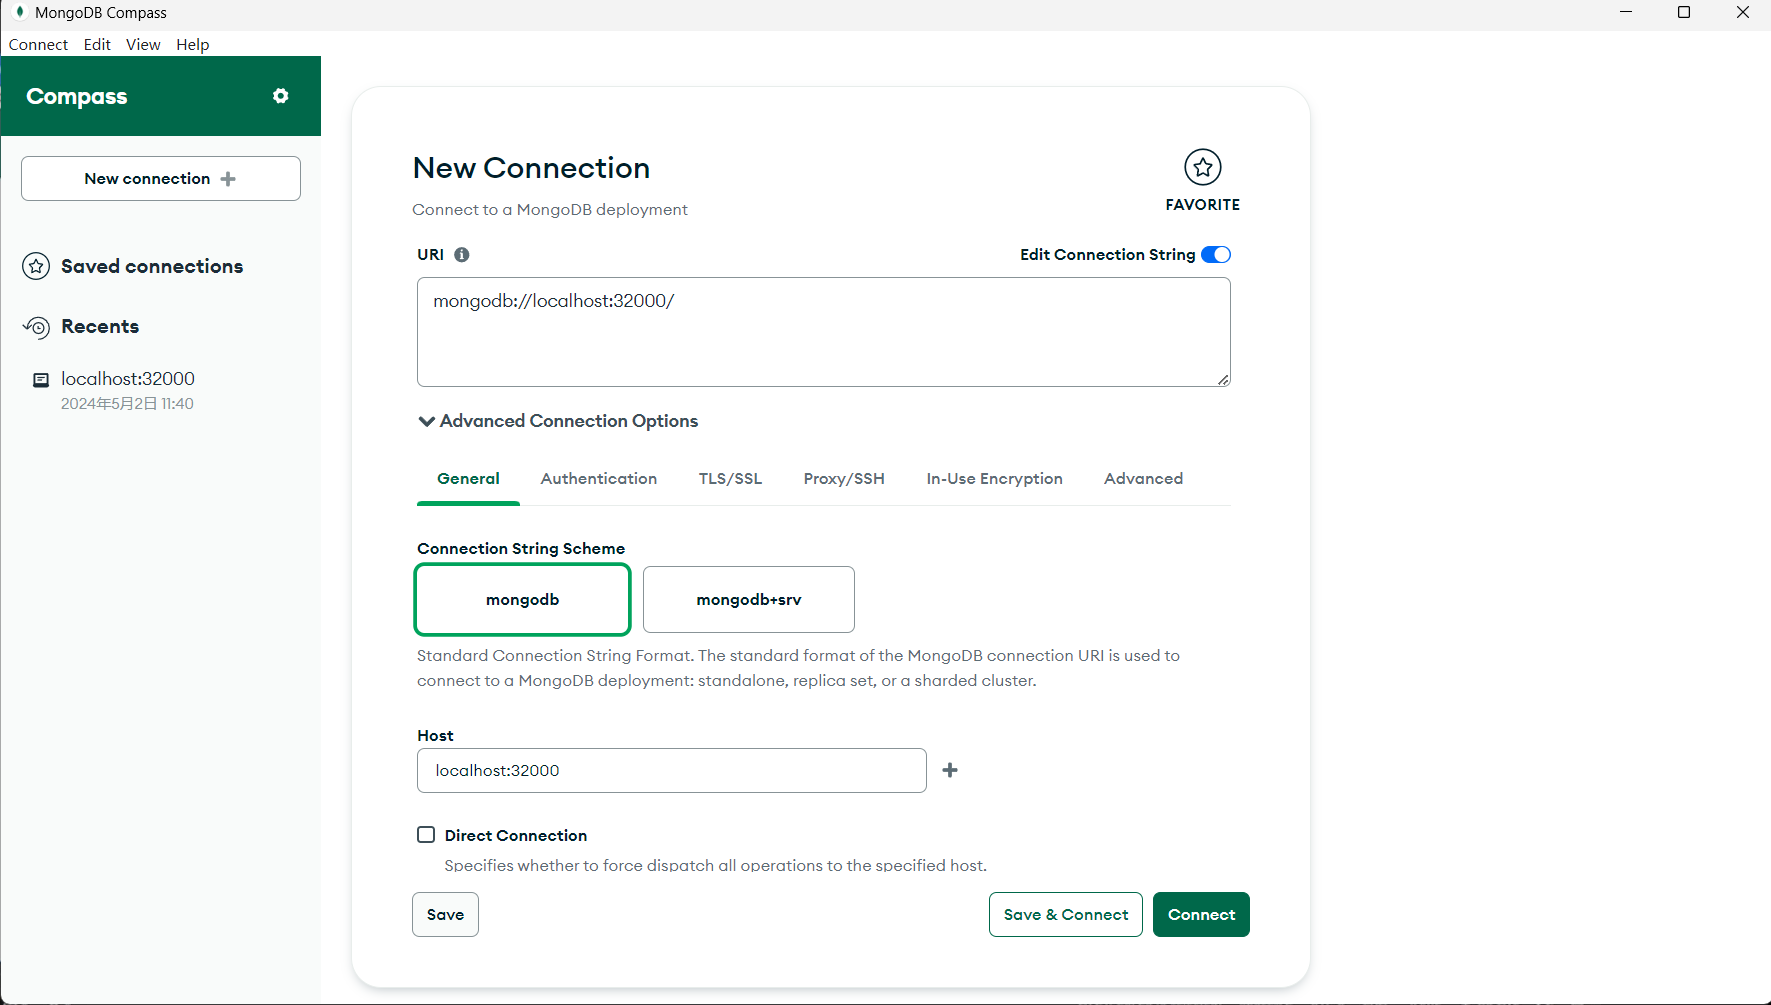 MongoDB Compass
Connect Edit View Help
Compass
New connection
Saved connections
Recents
localhost:32000
2024年5月2日 11:40
New Connection
Connect to a MongoDB deployment
FAVORITE
URI
Edit Connection String
mongodb://localhost:32000/
Advanced Connection Options
General Authentication TLS/SSL Proxy/SSH In-Use Encryption Advanced
Connection String Scheme
mongodb
mongodb+srv
Standard Connection String Format. The standard format of the MongoDB connection URI is used to
connect to a MongoDB deployment: standalone, replica set, or a sharded cluster.
Host
localhost:32000
Direct Connection
Specifies whether to force dispatch all operations to the specified host.
Save
Save & Connect
Connect